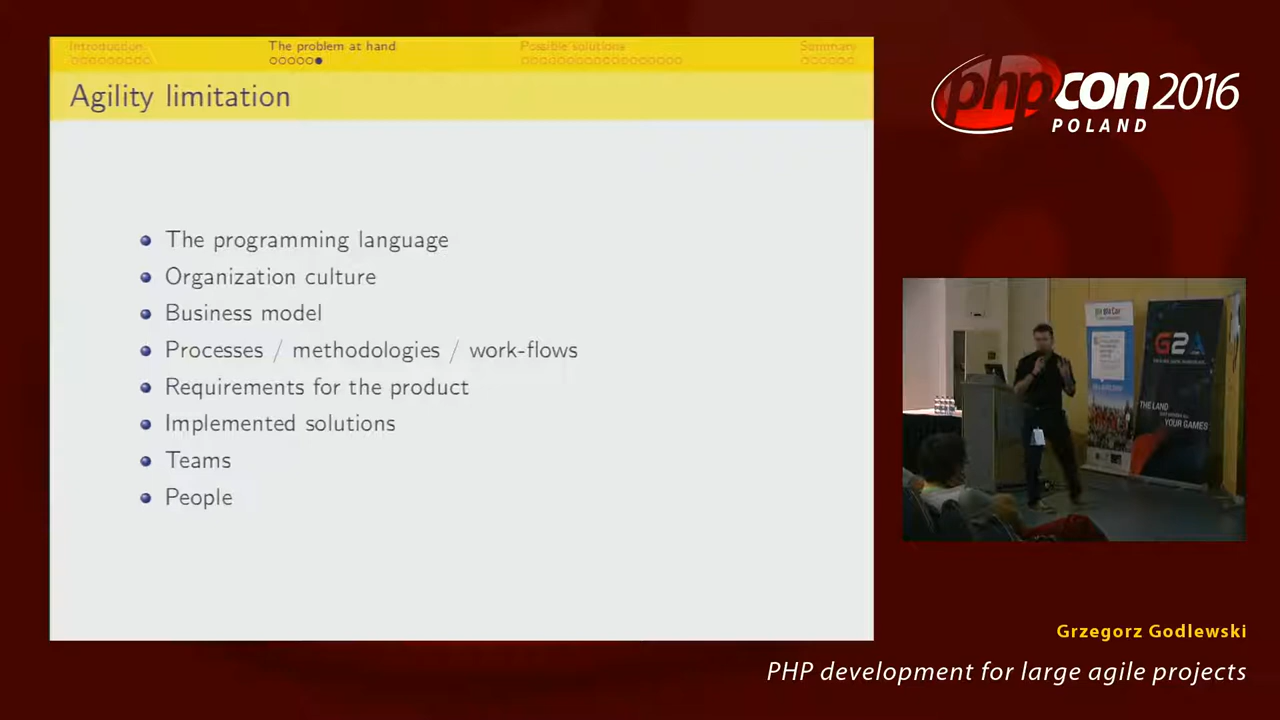 Introduction
The problem at hand
Possible solutions
Summary
Agility limitation
The programming language
Organization culture
Business model
Processes / methodologies / work-flows
Requirements for the product
Implemented solutions
Teams
People
phpcon 2016
POLAND
G2A
THE LAND
YOUR GAMES
Grzegorz Godlewski
PHP development for large agile projects